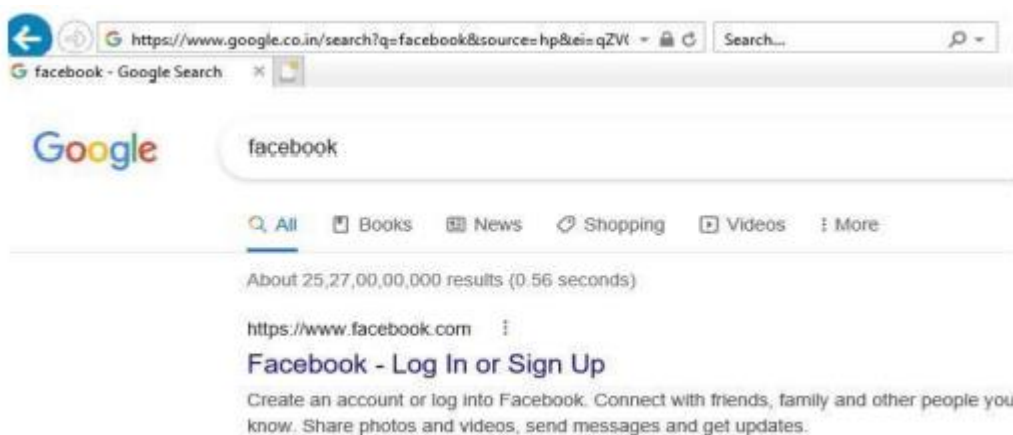 https://www.google.co.in/search?q=facebook&source=hp&ei=qZV( Search...
facebook - Google Search
Google facebook
All Books News Shopping Videos More
About 25,27,00,00,000 results (0.56 seconds)
https://www.facebook.com
Facebook - Log In or Sign Up
Create an account or log into Facebook. Connect with friends, family and other people you
know. Share photos and videos, send messages and get updates.